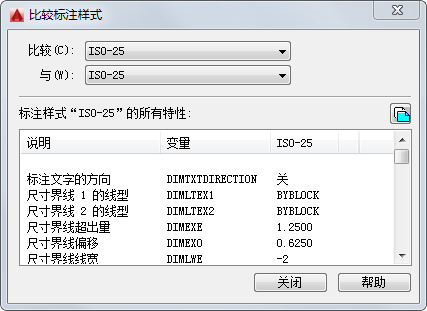 比较标注样式
比较(C): ISO-25
与(W): ISO-25
标注样式“ISO-25”的所有特性:
说明 变量 ISO-25
标注文字的方向 DIMTXTDIRECTION 关
尺寸界线 1 的线型 DIMLTEX1 BYBLOCK
尺寸界线 2 的线型 DIMLTEX2 BYBLOCK
尺寸界线超出量 DIMEXE 1.2500
尺寸界线偏移 DIMEXO 0.6250
尺寸界线线宽 DIMLWE -2
关闭 帮助